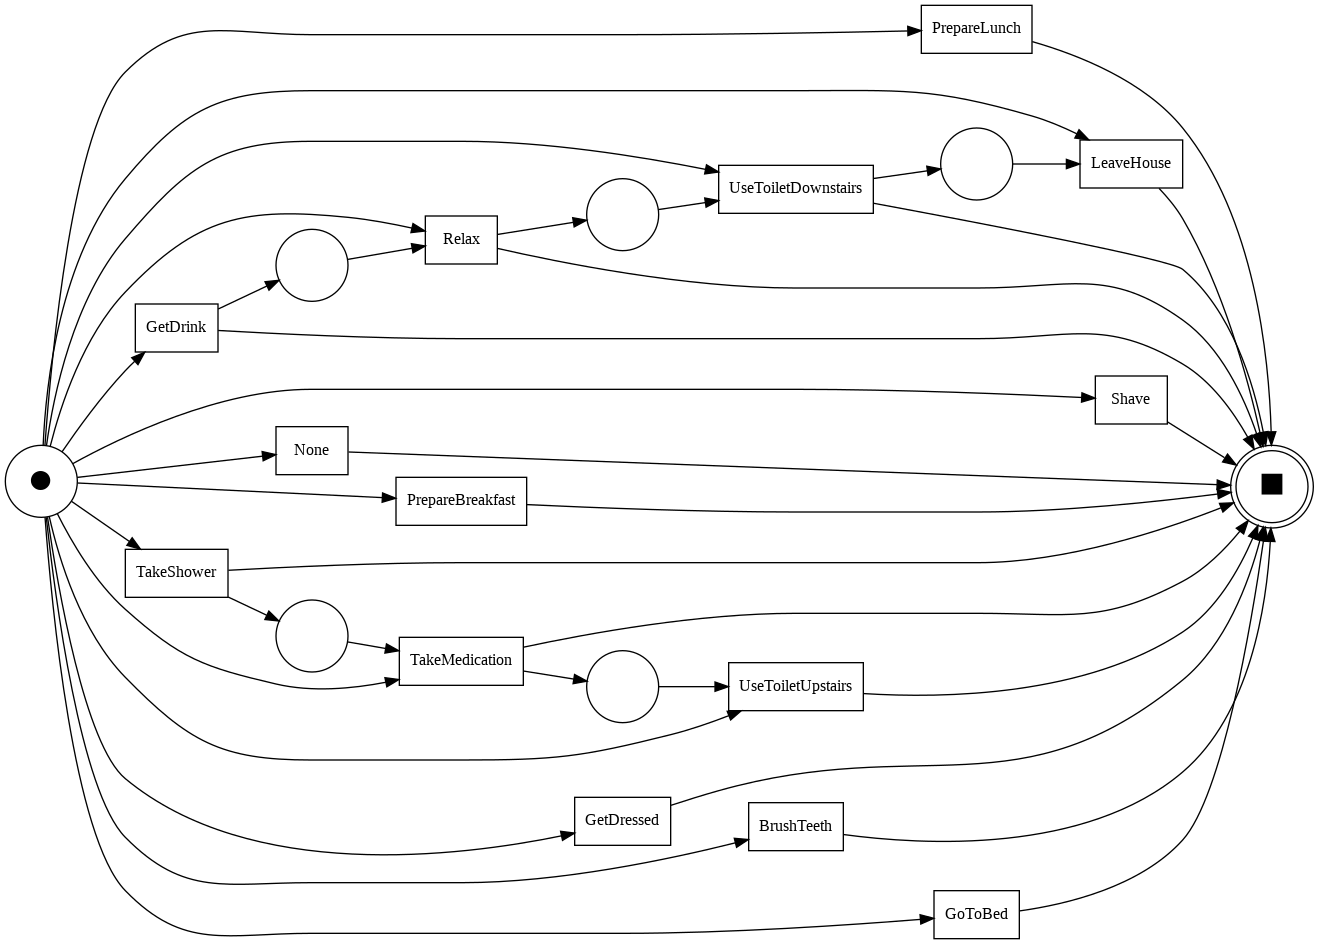 PrepareLunch
LeaveHouse
UseToiletDownstairs
Relax
GetDrink
Shave
None
PrepareBreakfast
TakeShower
TakeMedication
UseToiletUpstairs
GetDressed
BrushTeeth
GoToBed